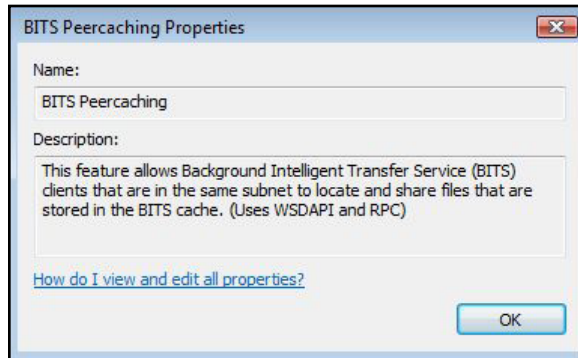 BITS Peercaching Properties
Name:
BITS Peercaching
Description:
This feature allows Background Intelligent Transfer Service (BITS)
clients that are in the same subnet to locate and share files that are
stored in the BITS cache. (Uses WSDAPI and RPC)
How do I view and edit all properties?
OK